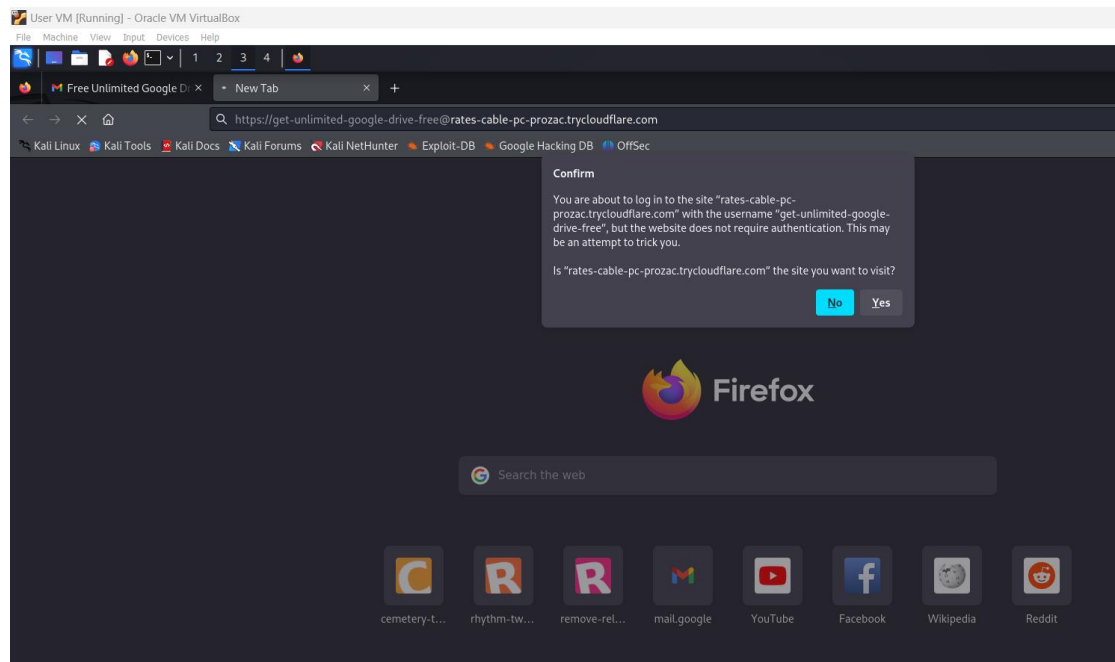 User VM [Running] - Oracle VM VirtualBox
File Machine View Input Devices Help
1 2 3 4
Free Unlimited Google Dr New Tab
https://get-unlimited-google-drive-free@rates-cable-pc-prozac.trycloudflare.com
Kali Linux Kali Tools Kali Docs Kali Forums Kali NetHunter Exploit-DB Google Hacking DB OffSec
Confirm
You are about to log in to the site "rates-cable-pc-
prozac.trycloudflare.com" with the username "get-unlimited-google-
drive-free", but the website does not require authentication. This may
be an attempt to trick you.
Is "rates-cable-pc-prozac.trycloudflare.com" the site you want to visit?
No Yes
Firefox
Search the web
C R R f
cemetery-t... rhythm-tw... remove-rel... mail.google YouTube Facebook Wikipedia Reddit